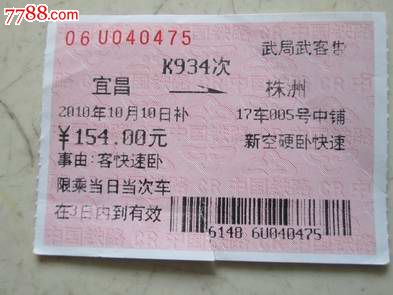 7788.com
06U040475
武局武客
K934次
宜昌
株洲
2010年10月10日补
17车005号中铺
¥154.00元
新空硬卧快速
事由:客快速卧
限乘当日当次车
在3日内到有效
6148 6U040475